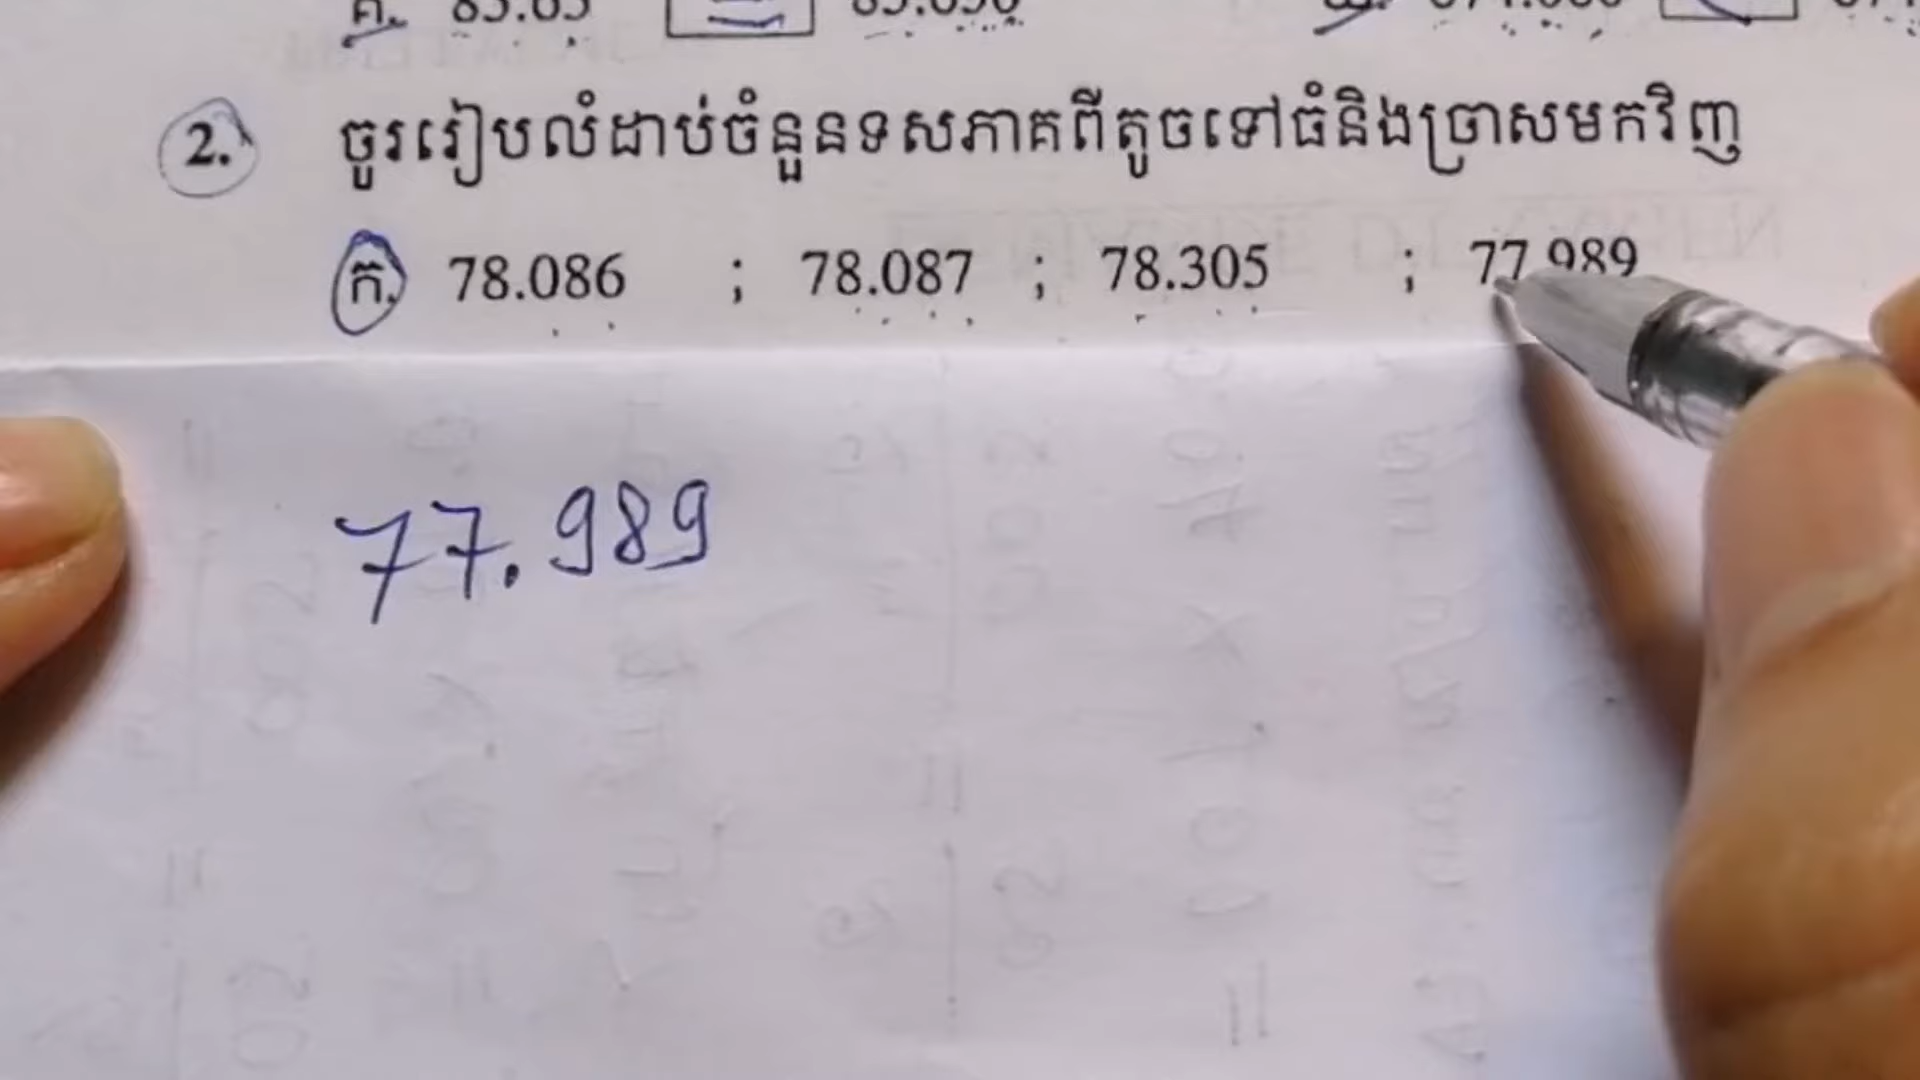 2. ចូររៀបលំដាប់ចំនួនទសភាគពីតូចទៅធំនិងច្រាសមកវិញ
ក. 78.086 ; 78.087 ; 78.305 ; 77.989
77.989